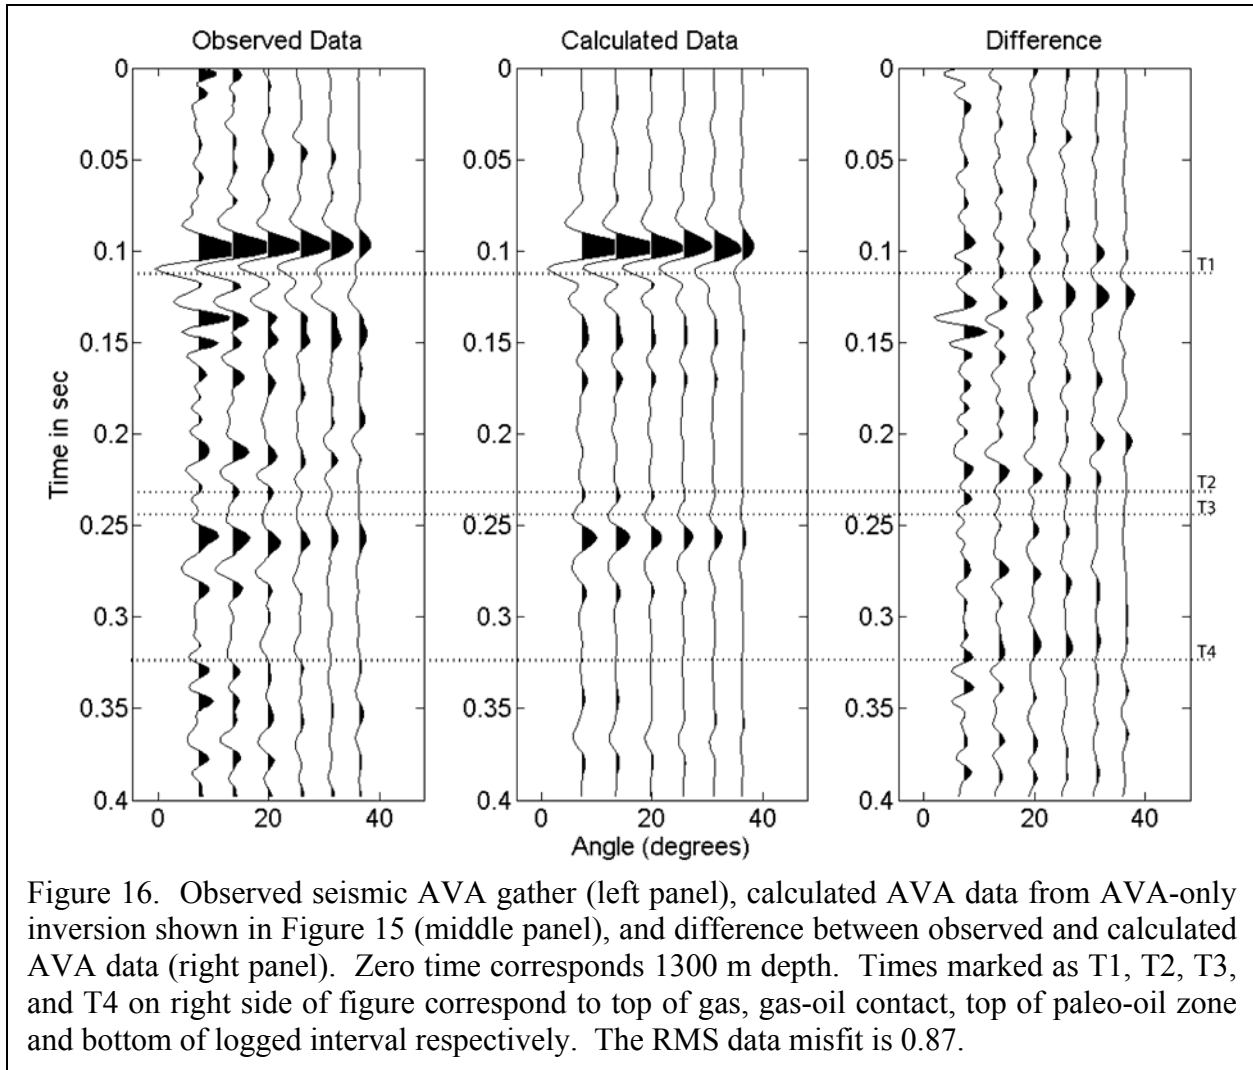 Observed Data
Calculated Data
Difference
0
0.05
0.1
0.15
0.2
0.25
0.3
0.35
0.4
0
0.05
0.1
0.15
0.2
0.25
0.3
0.35
0.4
0
0.05
0.1
0.15
0.2
0.25
0.3
0.35
0.4
T1
T2
T3
T4
Time in sec
0 20 40
0 20 40
0 20 40
Angle (degrees)
Figure 16. Observed seismic AVA gather (left panel), calculated AVA data from AVA-only
inversion shown in Figure 15 (middle panel), and difference between observed and calculated
AVA data (right panel). Zero time corresponds 1300 m depth. Times marked as T1, T2, T3,
and T4 on right side of figure correspond to top of gas, gas-oil contact, top of paleo-oil zone
and bottom of logged interval respectively. The RMS data misfit is 0.87.